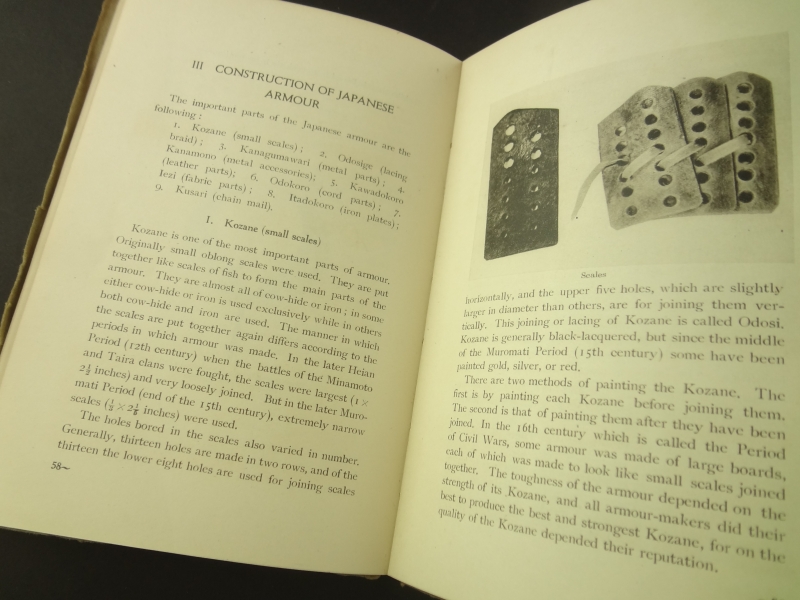 III CONSTRUCTION OF JAPANESE
ARMOUR
The important parts of the Japanese armour are the
following:
1. Kozane (small scales); 2. Odosige (lacing
braid); 3. Kanagumawari (metal parts); 4.
Kanamono (metal accessories); 5. Kawadokoro
(leather parts); 6. Odokoro (cord parts); 7.
Iezi (fabric parts); 8. Itadokoro (iron plates);
9. Kusari (chain mail).
1. Kozane (small scales)
Kozane is one of the most important parts of armour.
Originally small oblong scales were used. They are put
together like scales of fish to form the main parts of the
armour. They are almost all of cow-hide or iron; in some
either cow-hide or iron is used exclusively while in others
both cow-hide and iron are used. The manner in which
the scales are put together again differs according to the
periods in which armour was made. In the later Heian
Period (12th century) when the battles of the Minamoto
and Taira clans were fought, the scales were largest (1 ×
2½ inches) and very loosely joined. But in the later Muro-
mati Period (end of the 15th century), extremely narrow
scales (½ × 2⅛ inches) were used.
The holes bored in the scales also varied in number.
Generally, thirteen holes are made in two rows, and of the
thirteen the lower eight holes are used for joining scales
58~
Scales
horizontally, and the upper five holes, which are slightly
larger in diameter than others, are for joining them ver-
tically. This joining or lacing of Kozane is called Odosi.
Kozane is generally black-lacquered, but since the middle
of the Muromati Period (15th century) some have been
painted gold, silver, or red.
There are two methods of painting the Kozane. The
first is by painting each Kozane before joining them.
The second is that of painting them after they have been
joined. In the 16th century which is called the Period
of Civil Wars, some armour was made of large boards,
each of which was made to look like small scales joined
together. The toughness of the armour depended on the
strength of its Kozane, and all armour-makers did their
best to produce the best and strongest Kozane, for on the
quality of the Kozane depended their reputation.